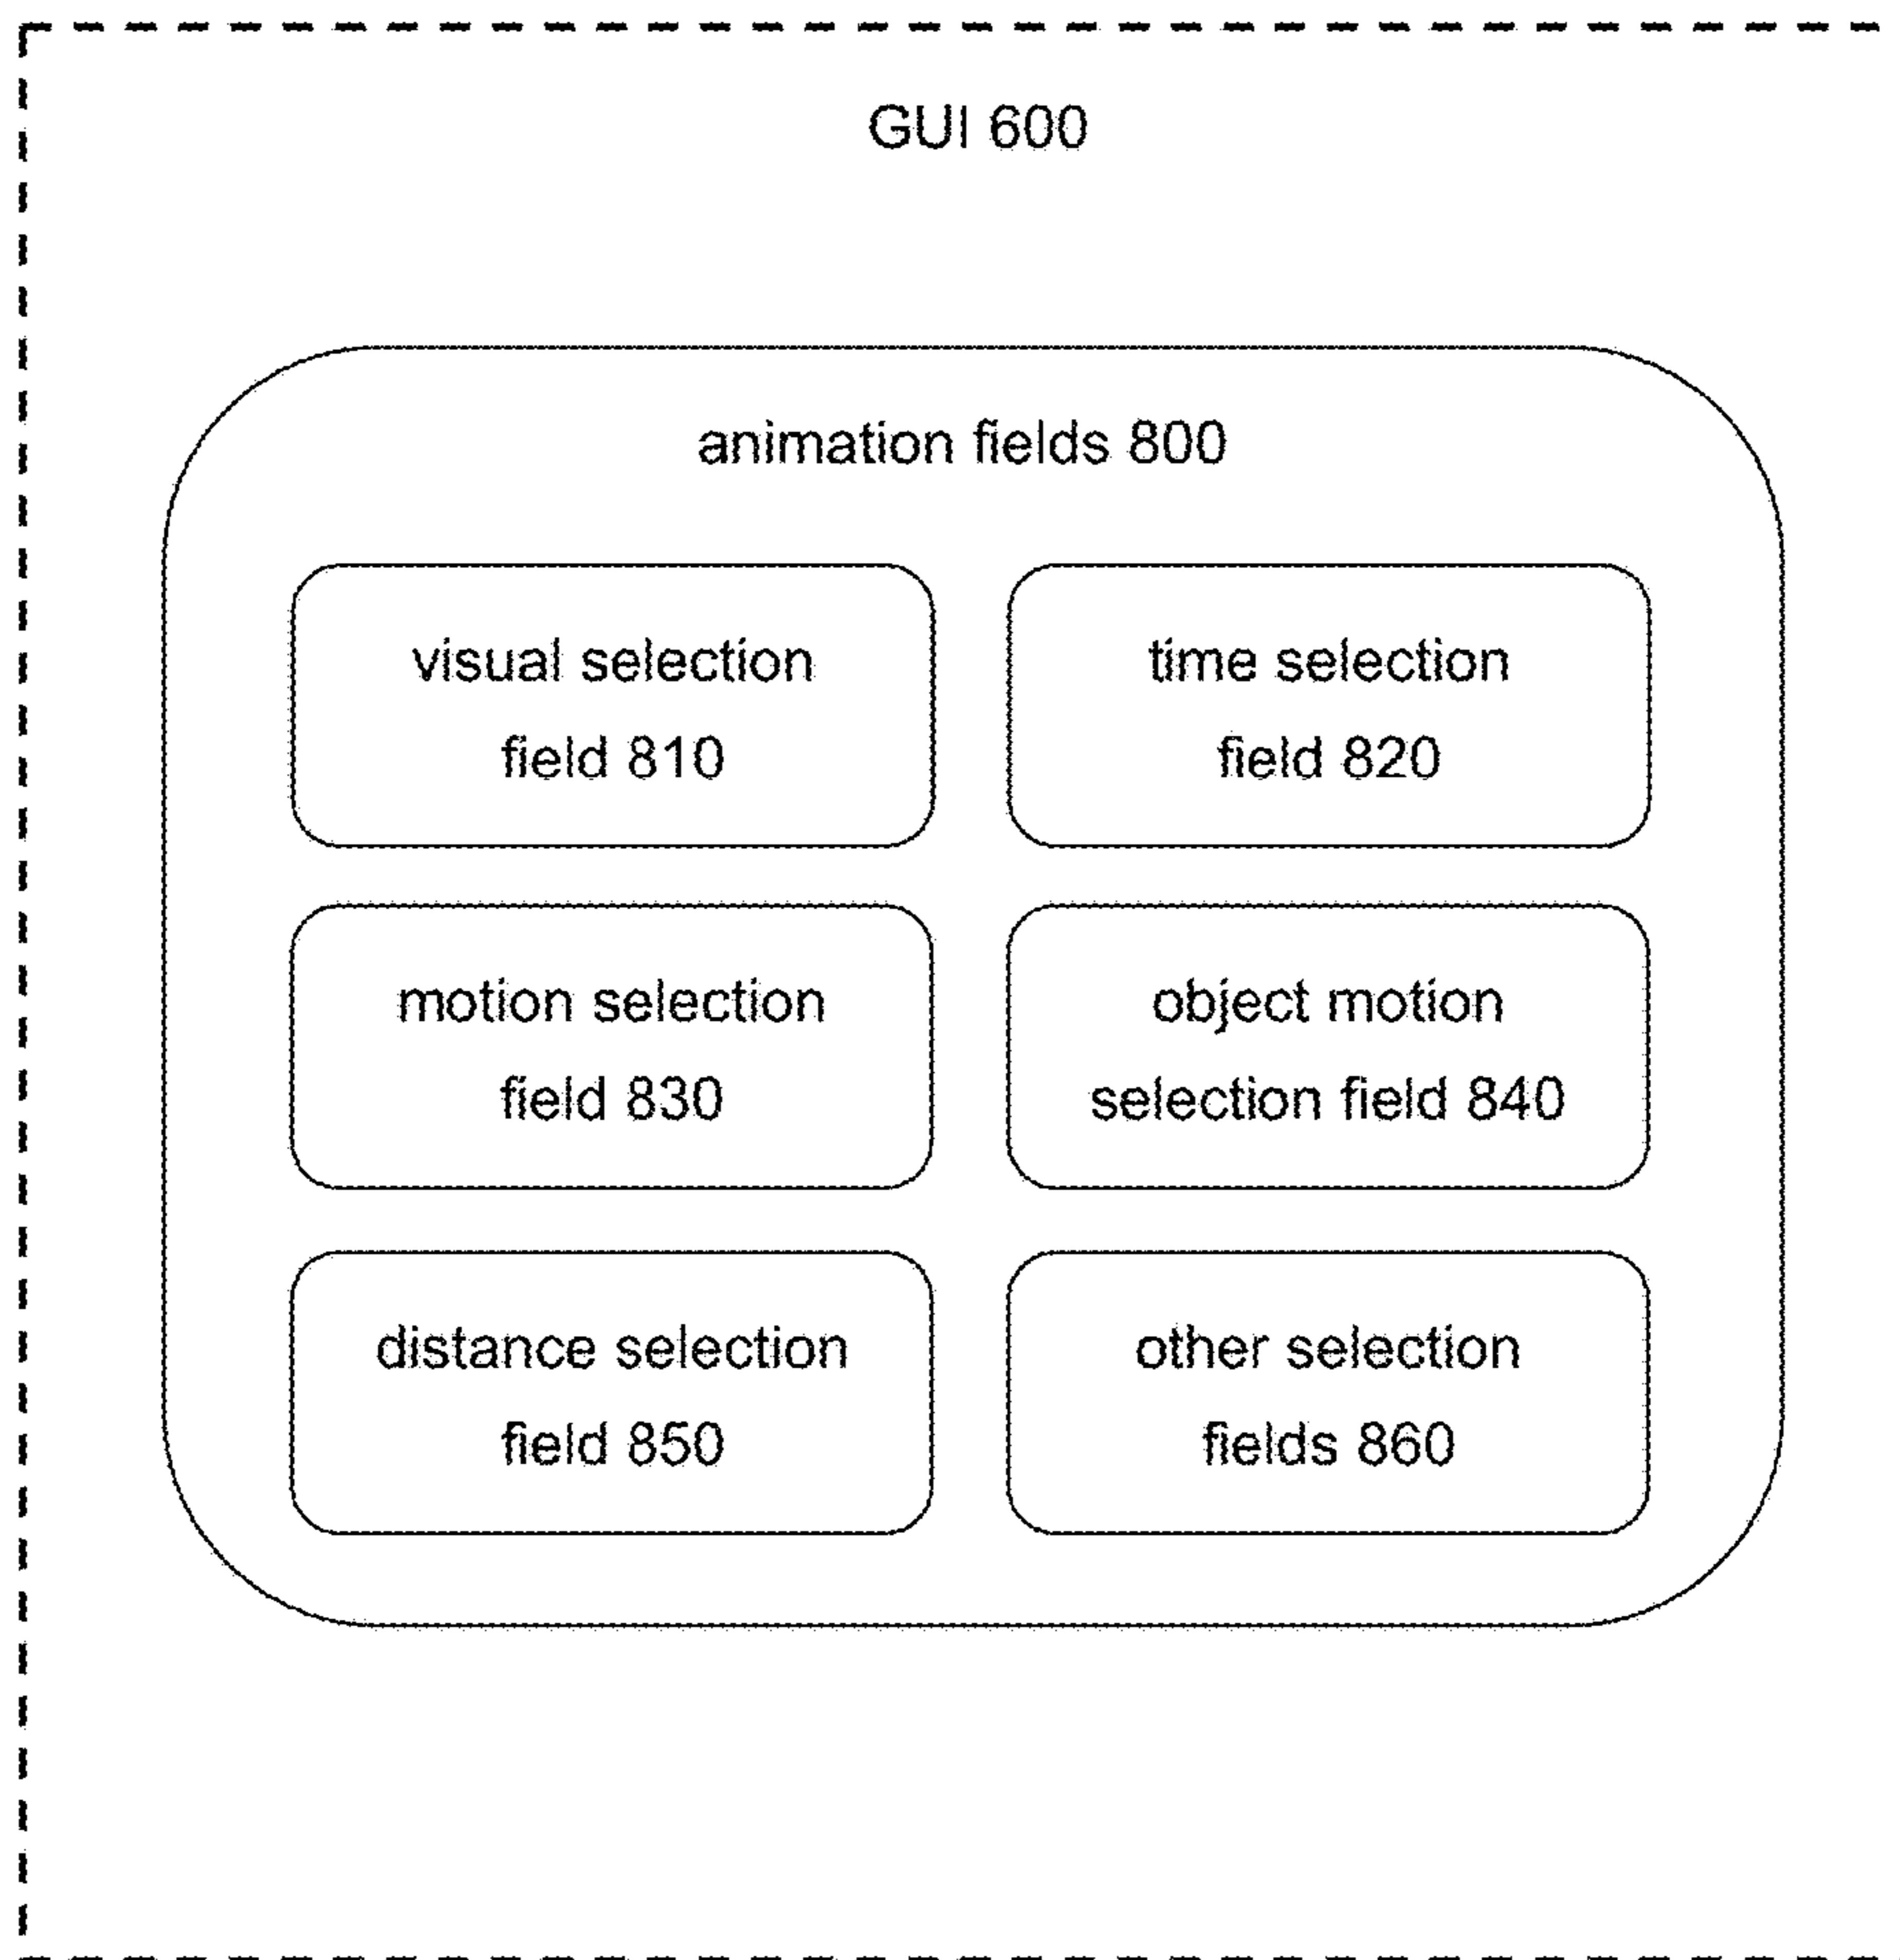 GUI 600
animation fields 800
visual selection
field 810
time selection
field 820
motion selection
field 830
object motion
selection field 840
distance selection
field 850
other selection
fields 860